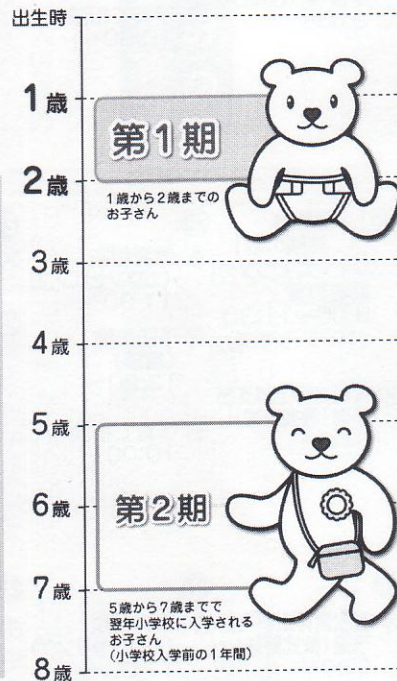 出生時
1歳
第1期
2歳
1歳から2歳までの
お子さん
3歳
4歳
5歳
6歳
第2期
7歳
5歳から7歳までで
翌年小学校に入学される
お子さん
(小学校入学前の1年間)
8歳